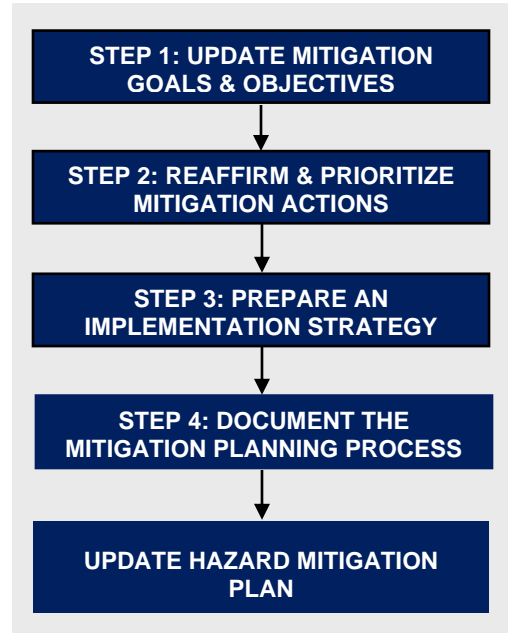 STEP 1: UPDATE MITIGATION
GOALS & OBJECTIVES
STEP 2: REAFFIRM & PRIORITIZE
MITIGATION ACTIONS
STEP 3: PREPARE AN
IMPLEMENTATION STRATEGY
STEP 4: DOCUMENT THE
MITIGATION PLANNING PROCESS
UPDATE HAZARD MITIGATION
PLAN